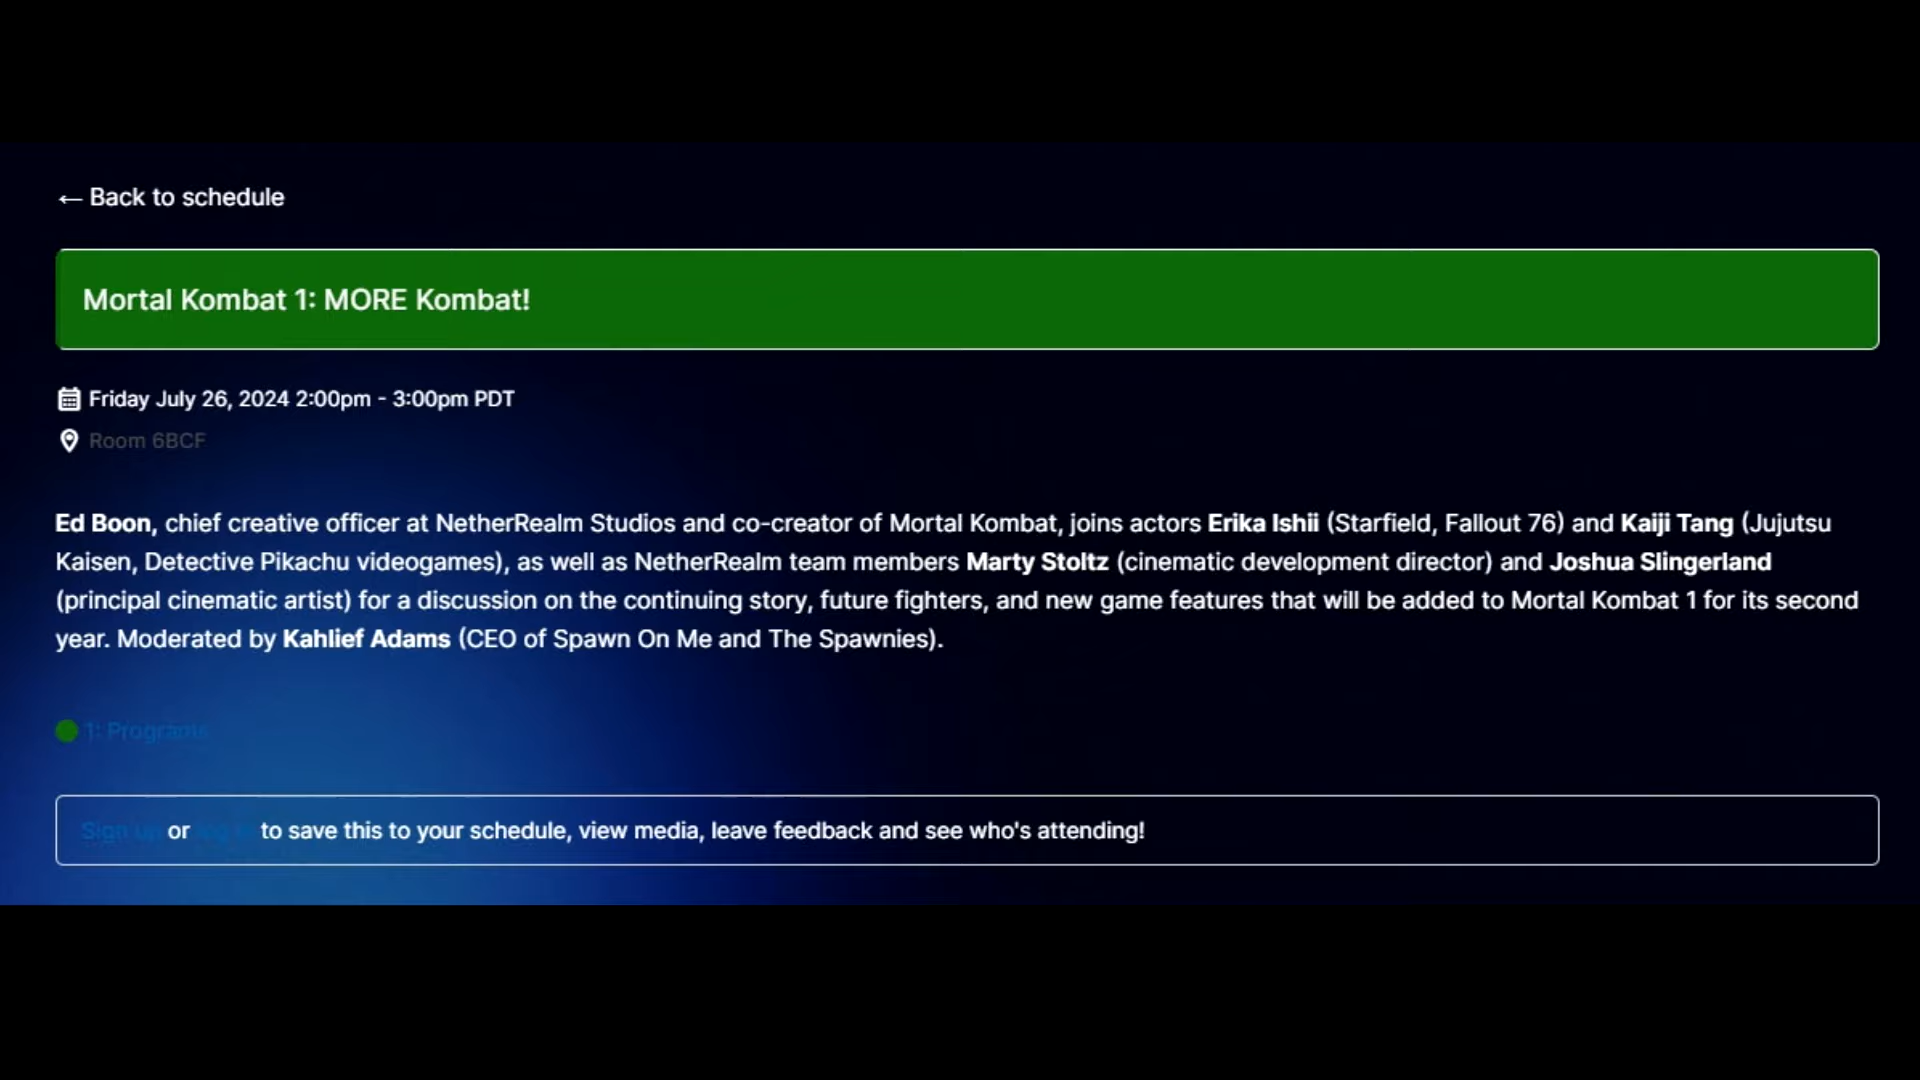 ← Back to schedule
Mortal Kombat 1: MORE Kombat!
Friday July 26, 2024 2:00pm - 3:00pm PDT
Room 6BCF
Ed Boon, chief creative officer at NetherRealm Studios and co-creator of Mortal Kombat, joins actors Erika Ishii (Starfield, Fallout 76) and Kaiji Tang (Jujutsu
Kaisen, Detective Pikachu videogames), as well as NetherRealm team members Marty Stoltz (cinematic development director) and Joshua Slingerland
(principal cinematic artist) for a discussion on the continuing story, future fighters, and new game features that will be added to Mortal Kombat 1 for its second
year. Moderated by Kahlief Adams (CEO of Spawn On Me and The Spawnies).
1: Programs
Sign up or to save this to your schedule, view media, leave feedback and see who's attending!